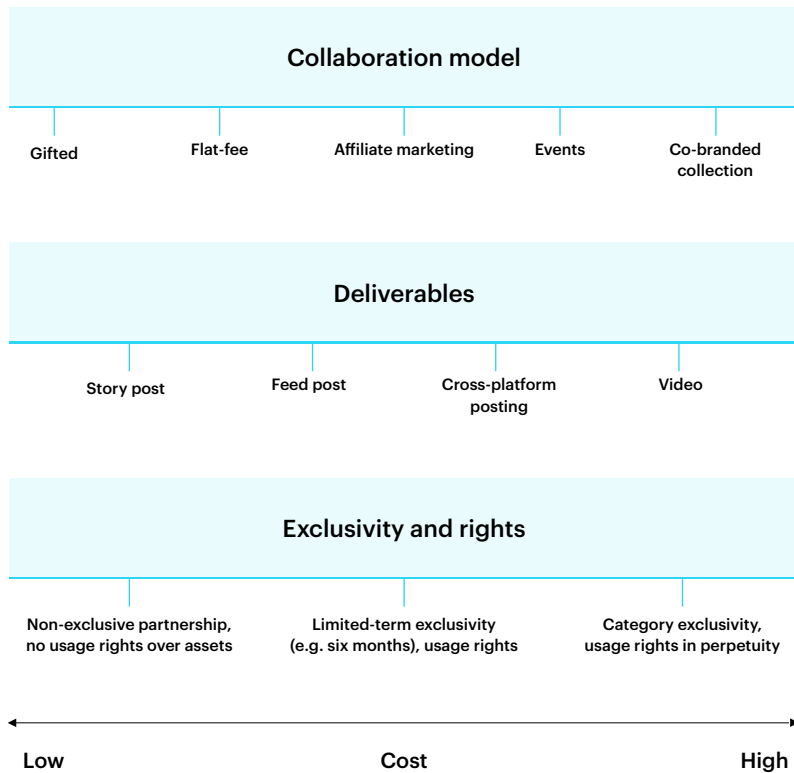 Collaboration model
Gifted
Flat-fee
Affiliate marketing
Events
Co-branded
collection
Deliverables
Story post
Feed post
Cross-platform
posting
Video
Exclusivity and rights
Non-exclusive partnership,
no usage rights over assets
Limited-term exclusivity
(e.g. six months), usage rights
Category exclusivity,
usage rights in perpetuity
Low
Cost
High